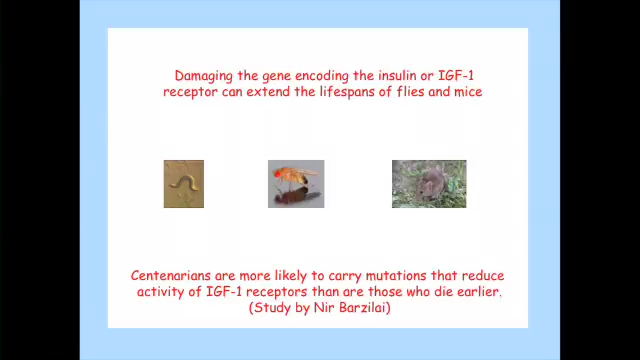 Damaging the gene encoding the insulin or IGF-1
receptor can extend the lifespans of flies and mice
Centenarians are more likely to carry mutations that reduce
activity of IGF-1 receptors than are those who die earlier.
(Study by Nir Barzilai)